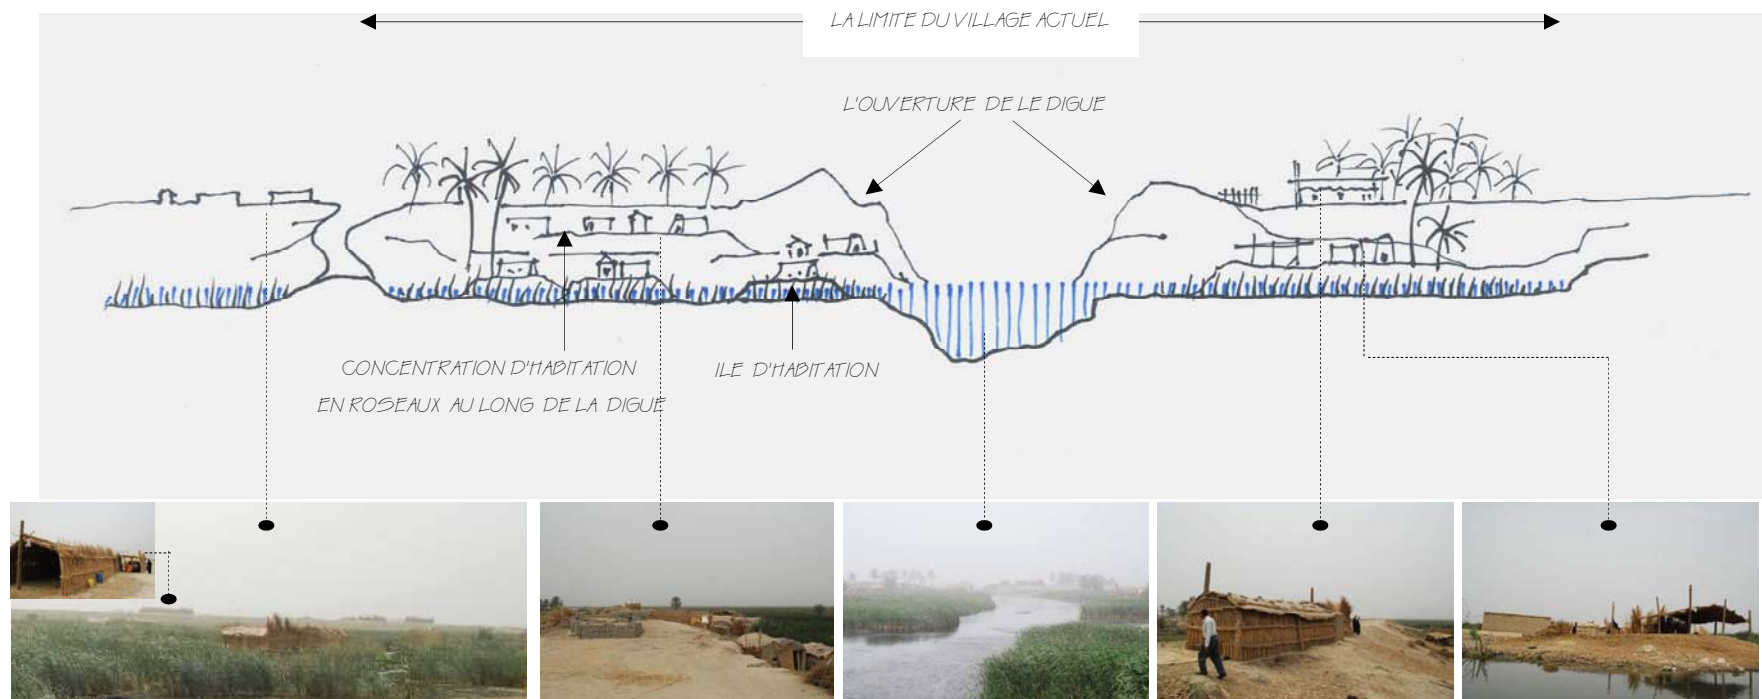 LA LIMITE DU VILLAGE ACTUEL
L'OUVERTURE DE LE DIGUE
CONCENTRATION D'HABITATION
EN ROSEAUX AU LONG DE LA DIGUE
ILE D'HABITATION